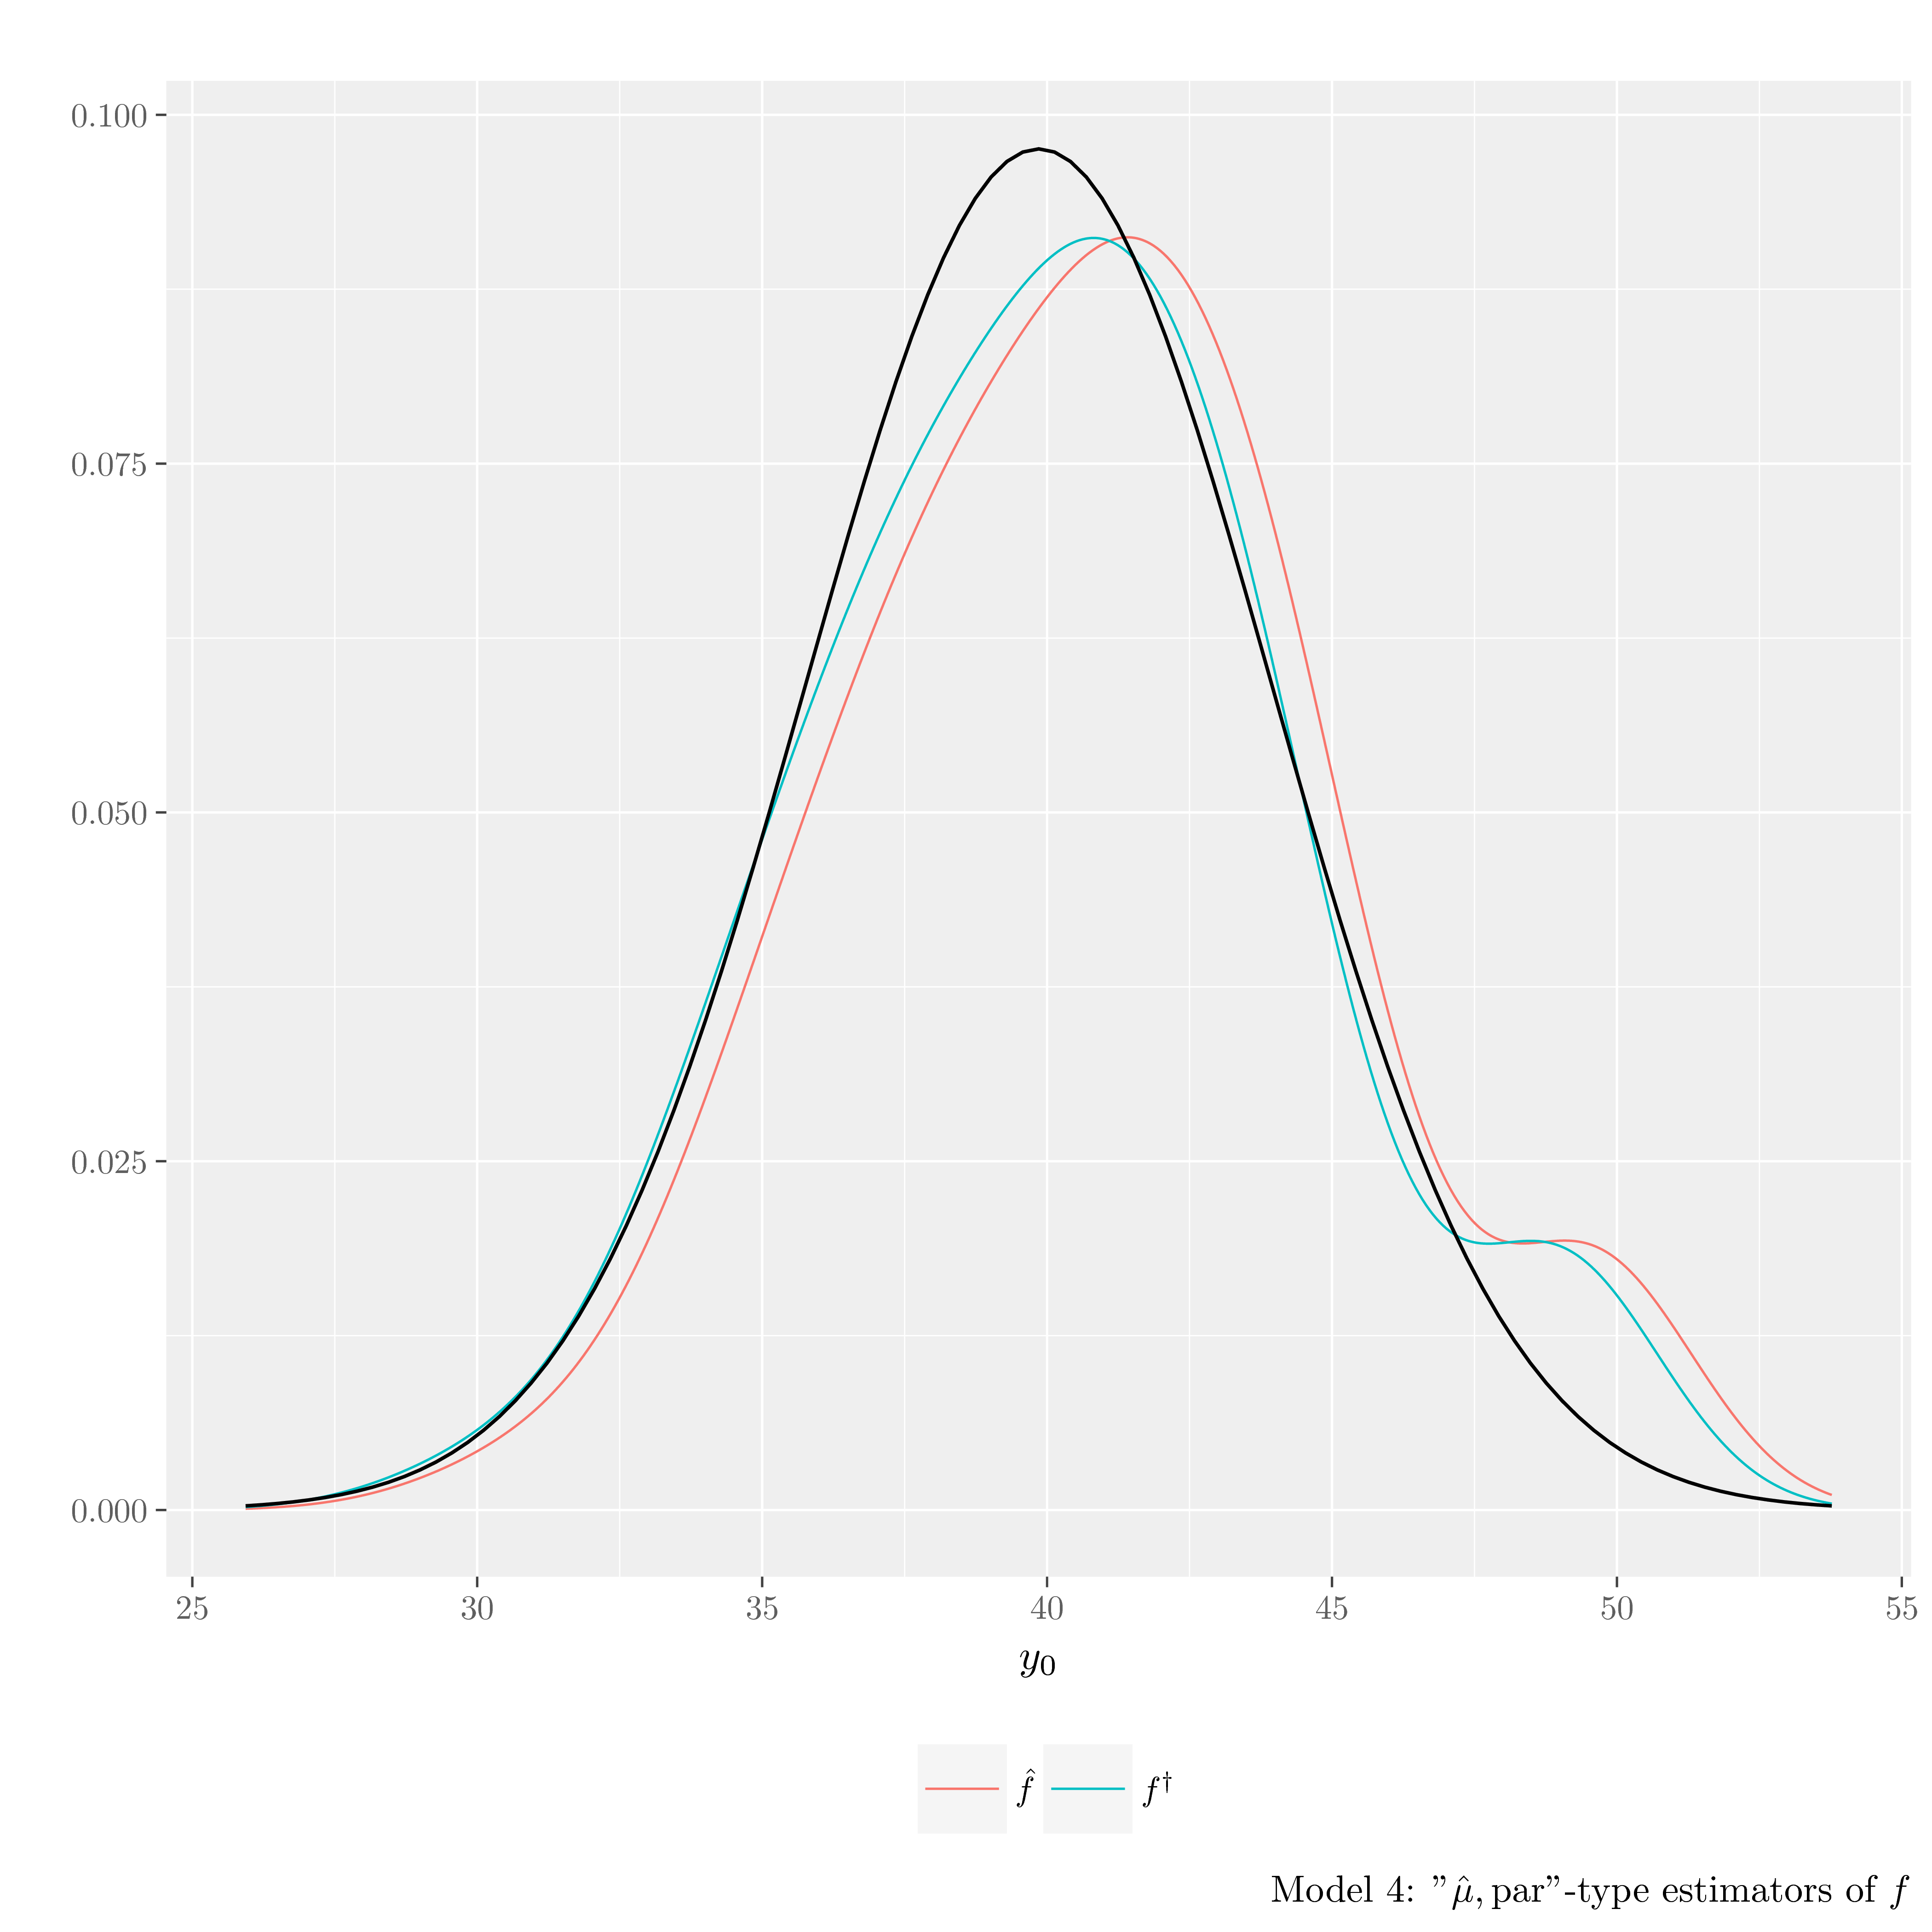 0.100
0.075
0.050
0.025
0.000
25 30 35 40 45 50 55
y₀
f̂ f†
Model 4: ”μ̂, par”-type estimators of f